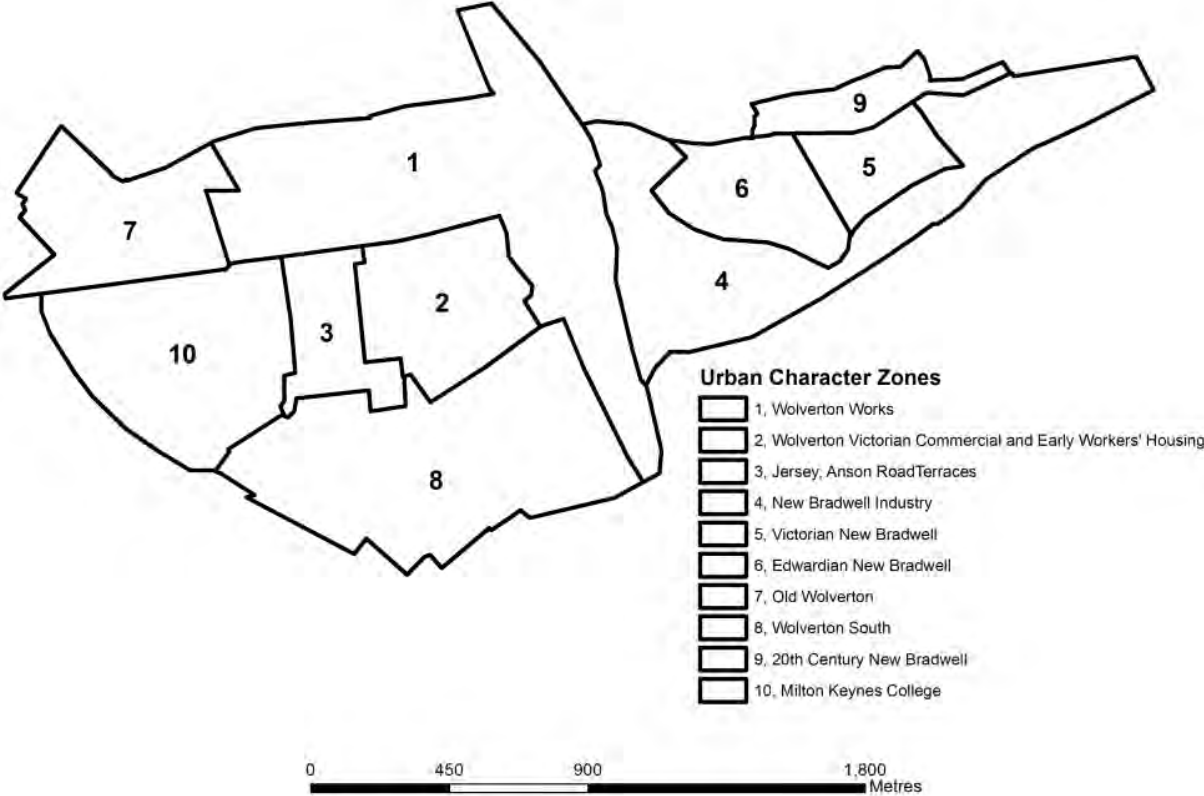 9
1
5
6
7
4
2
3
10
8
Urban Character Zones
1, Wolverton Works
2, Wolverton Victorian Commercial and Early Workers' Housing
3, Jersey, Anson RoadTerraces
4, New Bradwell Industry
5, Victorian New Bradwell
6, Edwardian New Bradwell
7, Old Wolverton
8, Wolverton South
9, 20th Century New Bradwell
10, Milton Keynes College
0 450 900 1,800
Metres